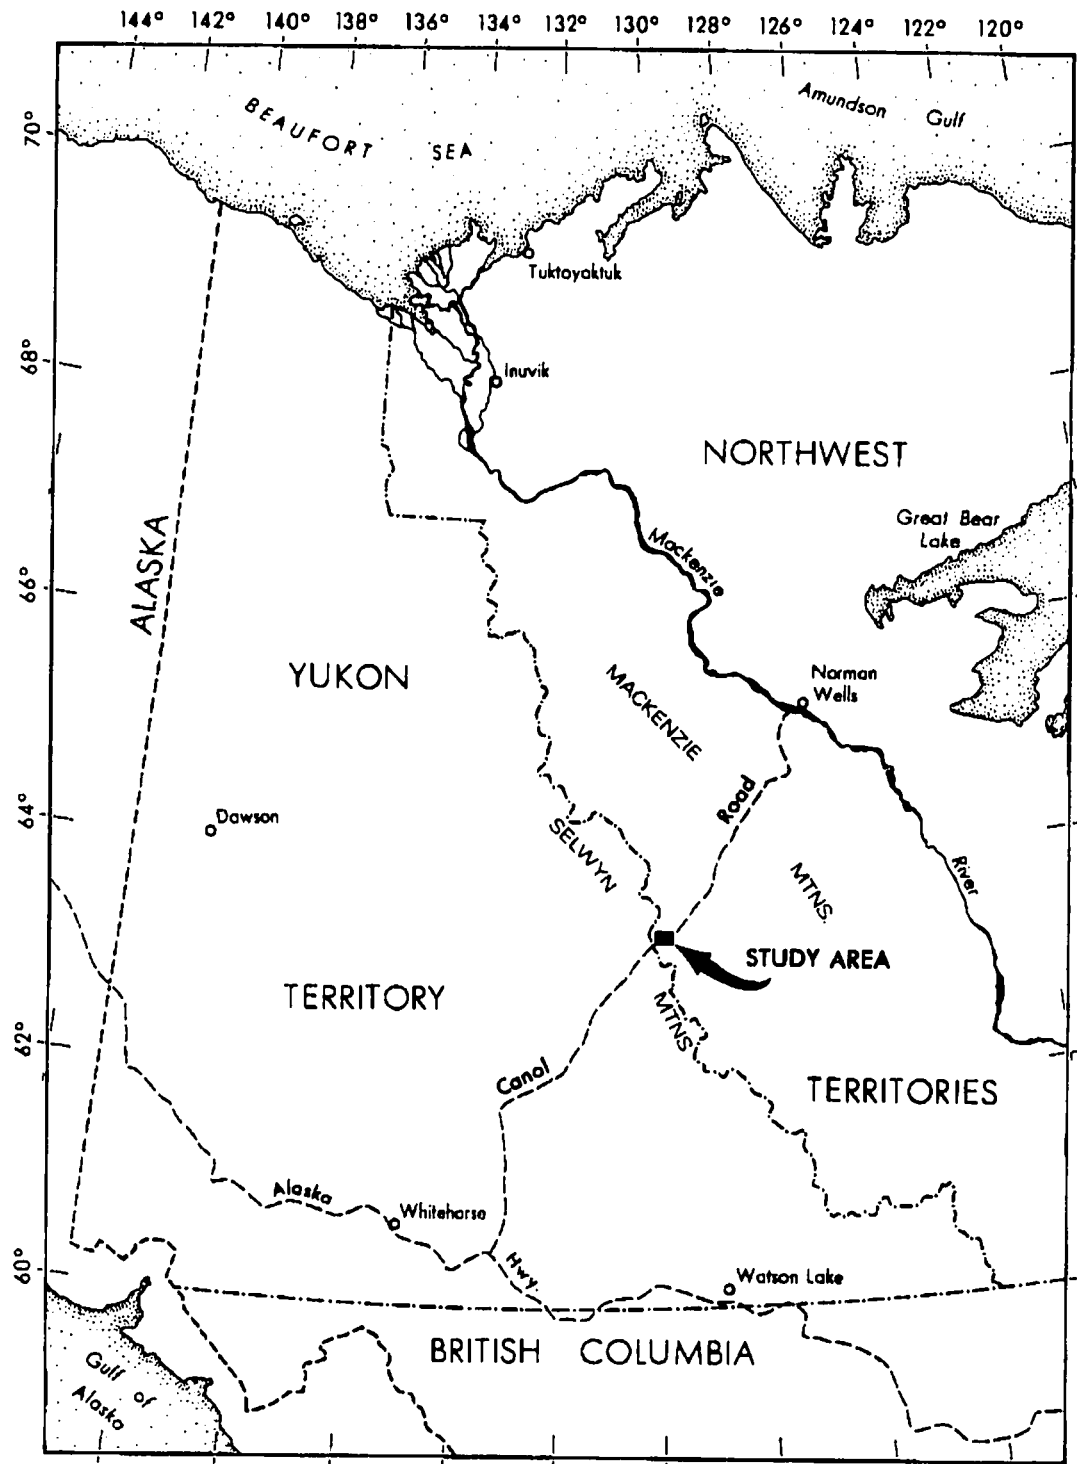 144° 142° 140° 138° 136° 134° 132° 130° 128° 126° 124° 122° 120°
BEAUFORT SEA
Amundson Gulf
70°
Tuktoyaktuk
68°
Inuvik
NORTHWEST
Great Bear
Lake
Mackenzie
ALASKA
66°
YUKON
MACKENZIE
Norman
Wells
Road
64°
Dawson
SELWYN
MTNS.
River
STUDY AREA
TERRITORY
MTNS
62°
Canol
TERRITORIES
Alaska
Whitehorse
60°
Hwy.
Watson Lake
BRITISH COLUMBIA
Gulf of
Alaska